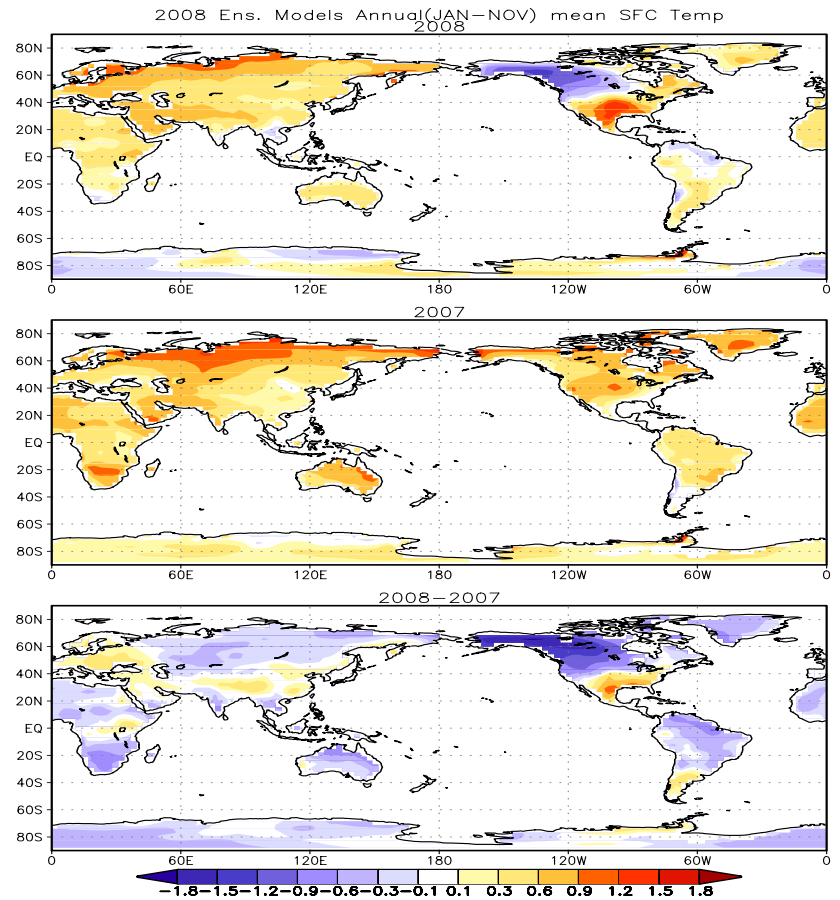 2008 Ens. Models Annual(JAN−NOV) mean SFC Temp
2008
80N
60N
40N
20N
EQ
20S
40S
60S
80S
0 60E 120E 180 120W 60W 0
2007
80N
60N
40N
20N
EQ
20S
40S
60S
80S
0 60E 120E 180 120W 60W 0
2008−2007
80N
60N
40N
20N
EQ
20S
40S
60S
80S
0 60E 120E 180 120W 60W 0
−1.8 −1.5 −1.2 −0.9 −0.6 −0.3 −0.1 0.1 0.3 0.6 0.9 1.2 1.5 1.8